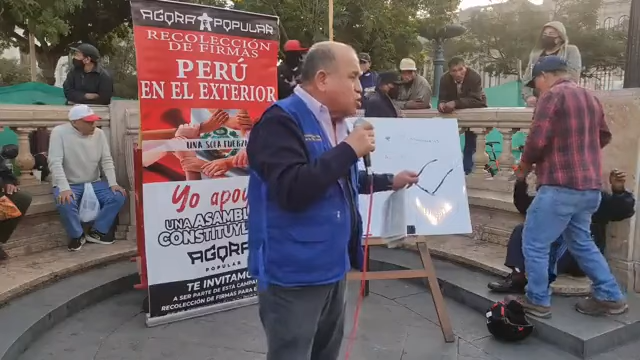 AGORA POPULAR
RECOLECCIÓN
DE FIRMAS
PERÚ
EN EL EXTERIOR
UNA SOLA FUERZA
Yo apoyo
UNA ASAMBLEA
CONSTITUYENTE
AGORA
POPULAR
TE INVITAMOS
A SER PARTE DE ESTA CAMPAÑA
RECOLECCIÓN DE FIRMAS PARA